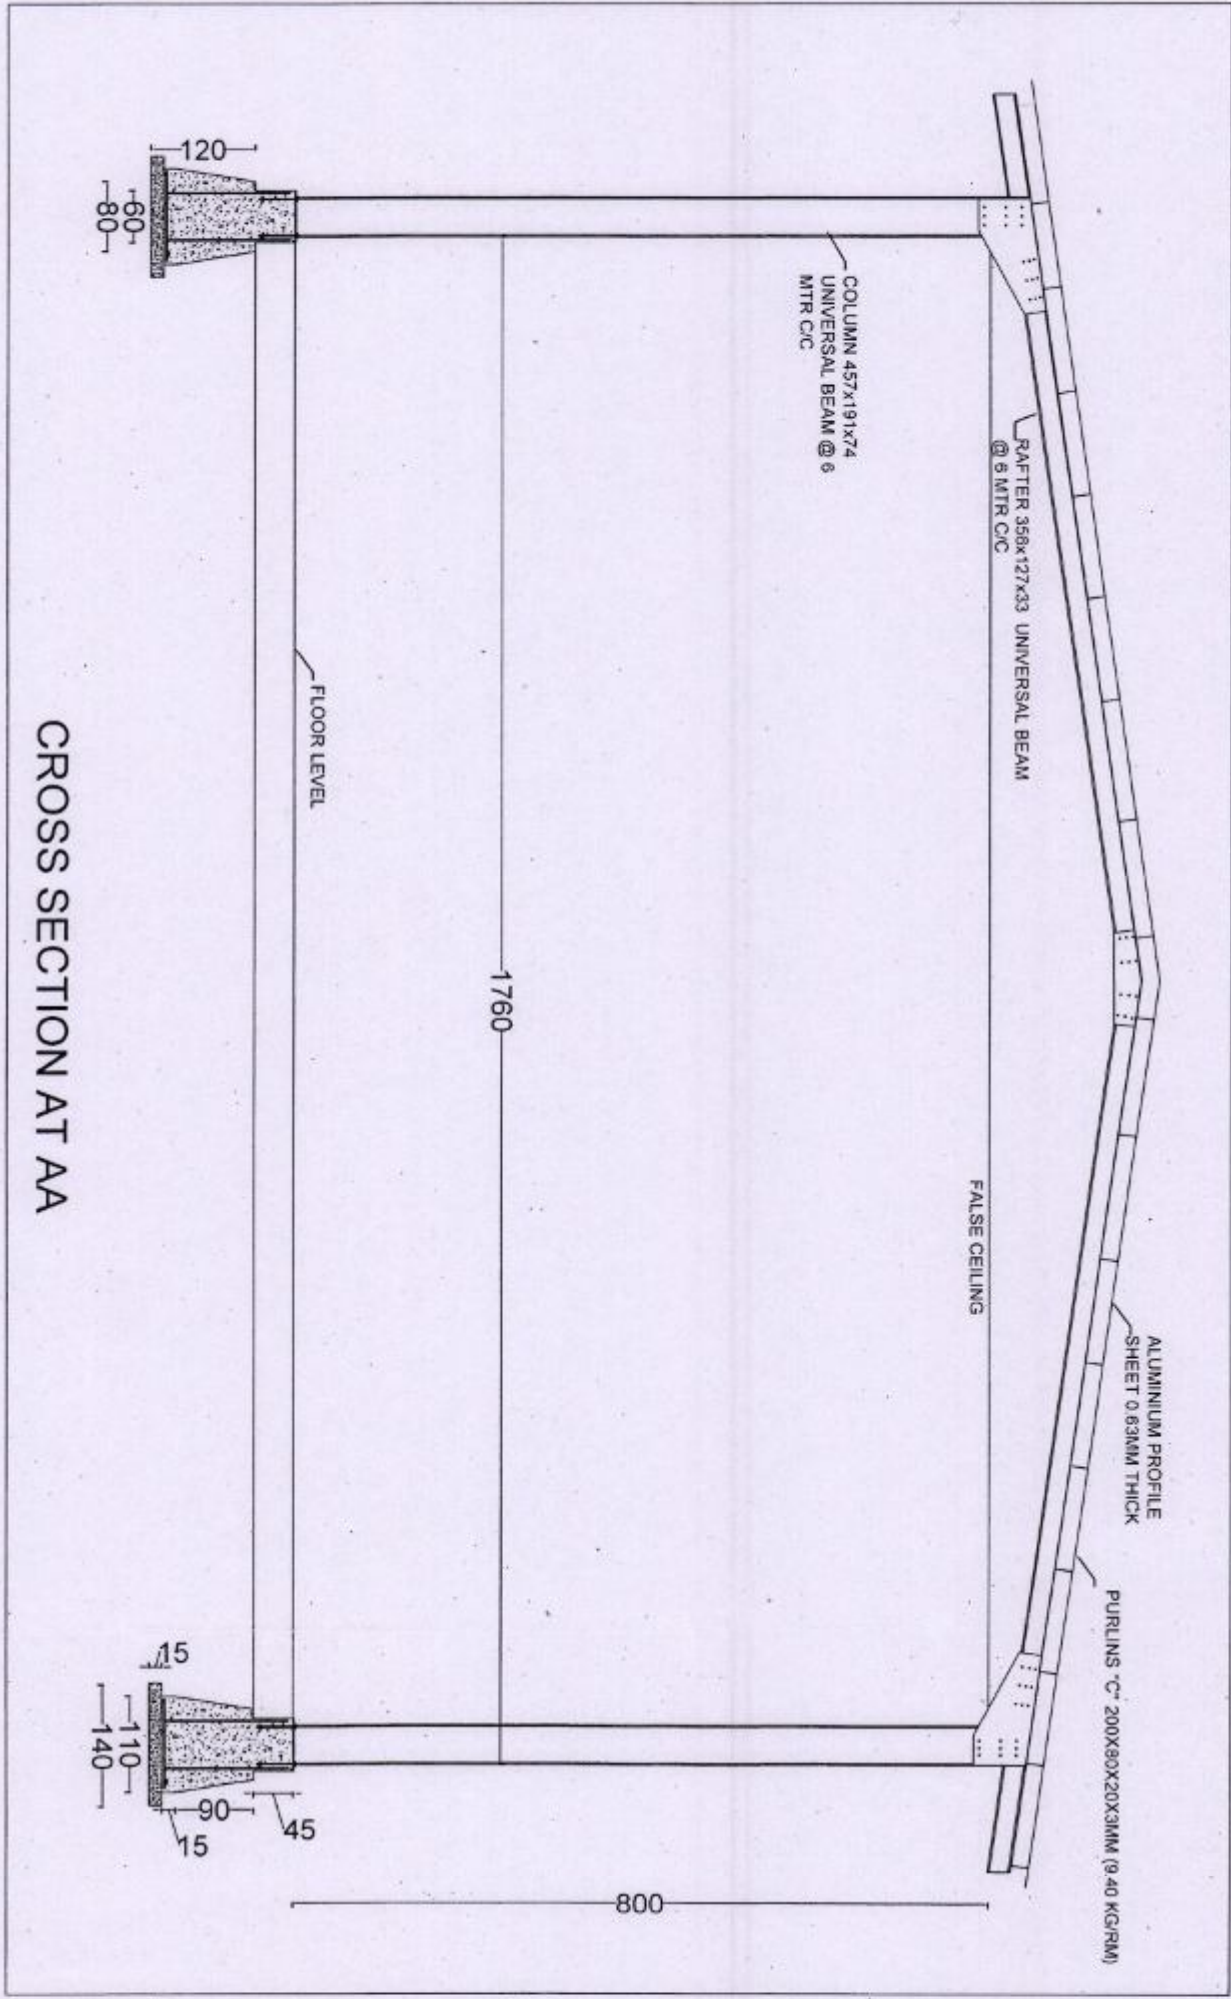 ALUMINIUM PROFILE
SHEET 0.63MM THICK
PURLINS "C" 200X80X20X3MM (9.40 KG/RM)
RAFTER 356x127x33 UNIVERSAL BEAM
@ 6 MTR C/C
FALSE CEILING
COLUMN 457x191x74
UNIVERSAL BEAM @ 6
MTR C/C
800
1760
FLOOR LEVEL
120
60
80
15
45
90
15
110
140
CROSS SECTION AT AA